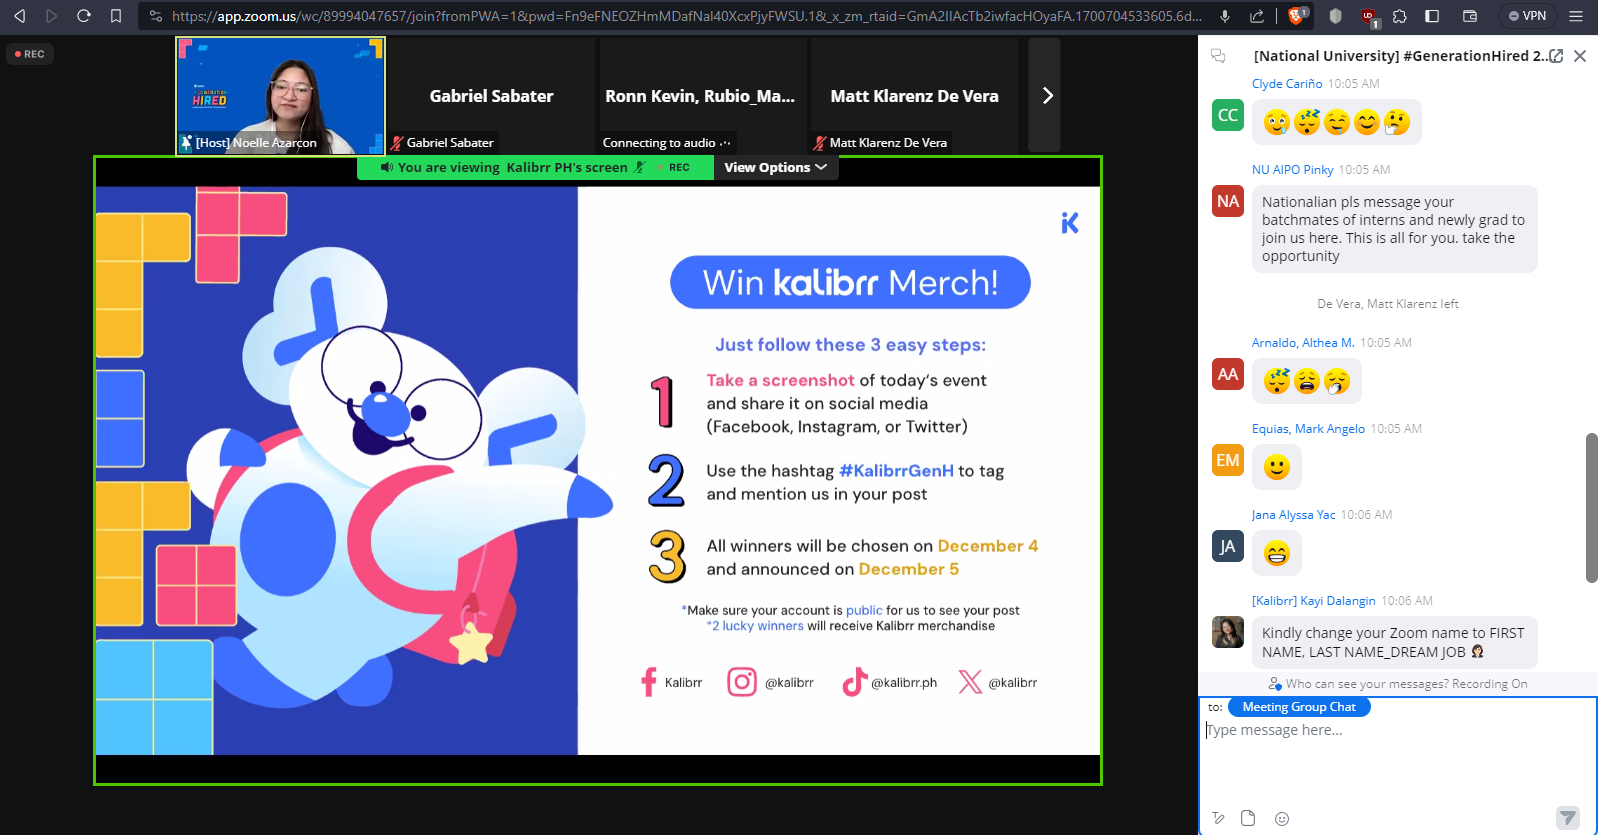 https://app.zoom.us/wc/89994047657/join?fromPWA=1&pwd=Fn9eFNEOZHmMDafNal40XcxPjyFWSU.1&_x_zm_rtaid=GmA2IIAcTb2iwfacHOyaFA.1700704533605.6d...
1
1
VPN
REC
HIRED
[Host] Noelle Azarcon
Gabriel Sabater
Gabriel Sabater
Ronn Kevin, Rubio_Ma...
Connecting to audio ···
Matt Klarenz De Vera
Matt Klarenz De Vera
You are viewing Kalibrr PH's screen
REC
View Options
Win kalibrr Merch!
Just follow these 3 easy steps:
1
Take a screenshot of today's event
and share it on social media
(Facebook, Instagram, or Twitter)
2
Use the hashtag #KalibrrGenH to tag
and mention us in your post
3
All winners will be chosen on December 4
and announced on December 5
*Make sure your account is public for us to see your post
*2 lucky winners will receive Kalibrr merchandise
Kalibrr
@kalibrr
@kalibrr.ph
@kalibrr
[National University] #GenerationHired 2...
Clyde Cariño 10:05 AM
CC
NU AIPO Pinky 10:05 AM
NA
Nationalian pls message your
batchmates of interns and newly grad to
join us here. This is all for you. take the
opportunity
De Vera, Matt Klarenz left
Arnaldo, Althea M. 10:05 AM
AA
Equias, Mark Angelo 10:05 AM
EM
Jana Alyssa Yac 10:06 AM
JA
[Kalibrr] Kayi Dalangin 10:06 AM
Kindly change your Zoom name to FIRST
NAME, LAST NAME_DREAM JOB
Who can see your messages? Recording On
to: Meeting Group Chat
Type message here...